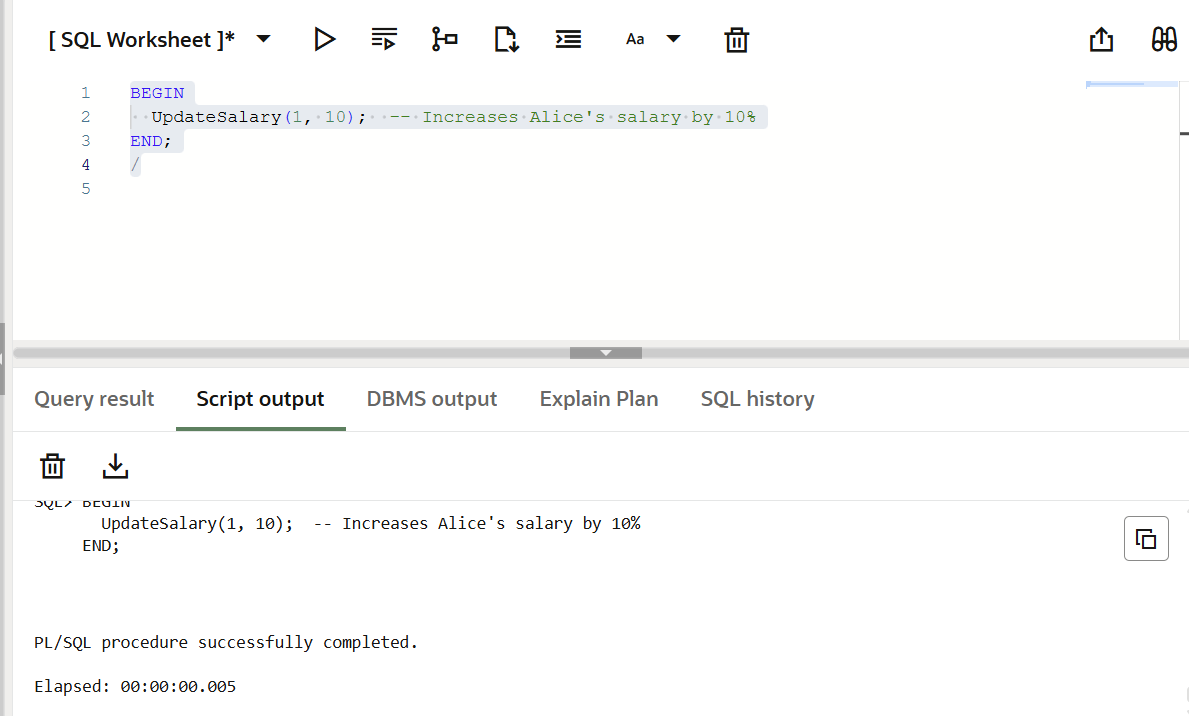 [ SQL Worksheet ]*
Aa
1 BEGIN
2 UpdateSalary(1, 10); -- Increases Alice's salary by 10%
3 END;
4 /
5
Query result Script output DBMS output Explain Plan SQL history
SQL> BEGIN
UpdateSalary(1, 10); -- Increases Alice's salary by 10%
END;
PL/SQL procedure successfully completed.
Elapsed: 00:00:00.005